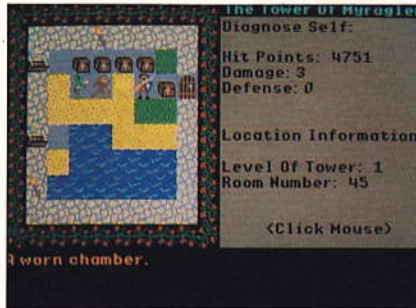 The Tower Of Myraglen
Diagnose Self:
Hit Points: 4751
Damage: 3
Defense: 0
Location Information
Level Of Tower: 1
Room Number: 45
<Click Mouse>
A worn chamber.